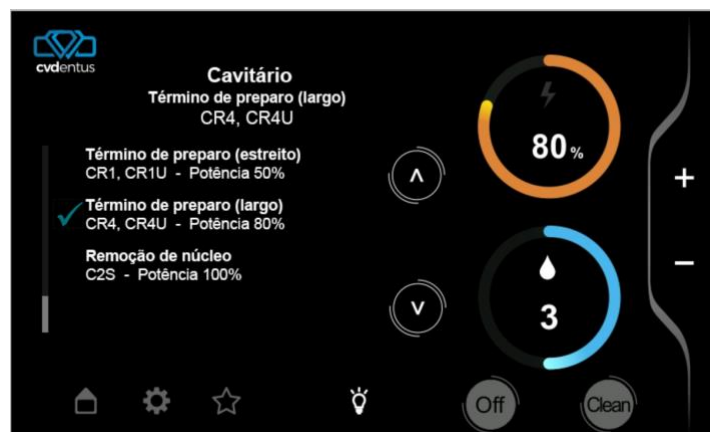 cvdentus
Cavitário
Término de preparo (largo)
CR4, CR4U
Término de preparo (estreito)
CR1, CR1U - Potência 50%
Término de preparo (largo)
CR4, CR4U - Potência 80%
Remoção de núcleo
C2S - Potência 100%
80%
+
−
3
Off
Clean